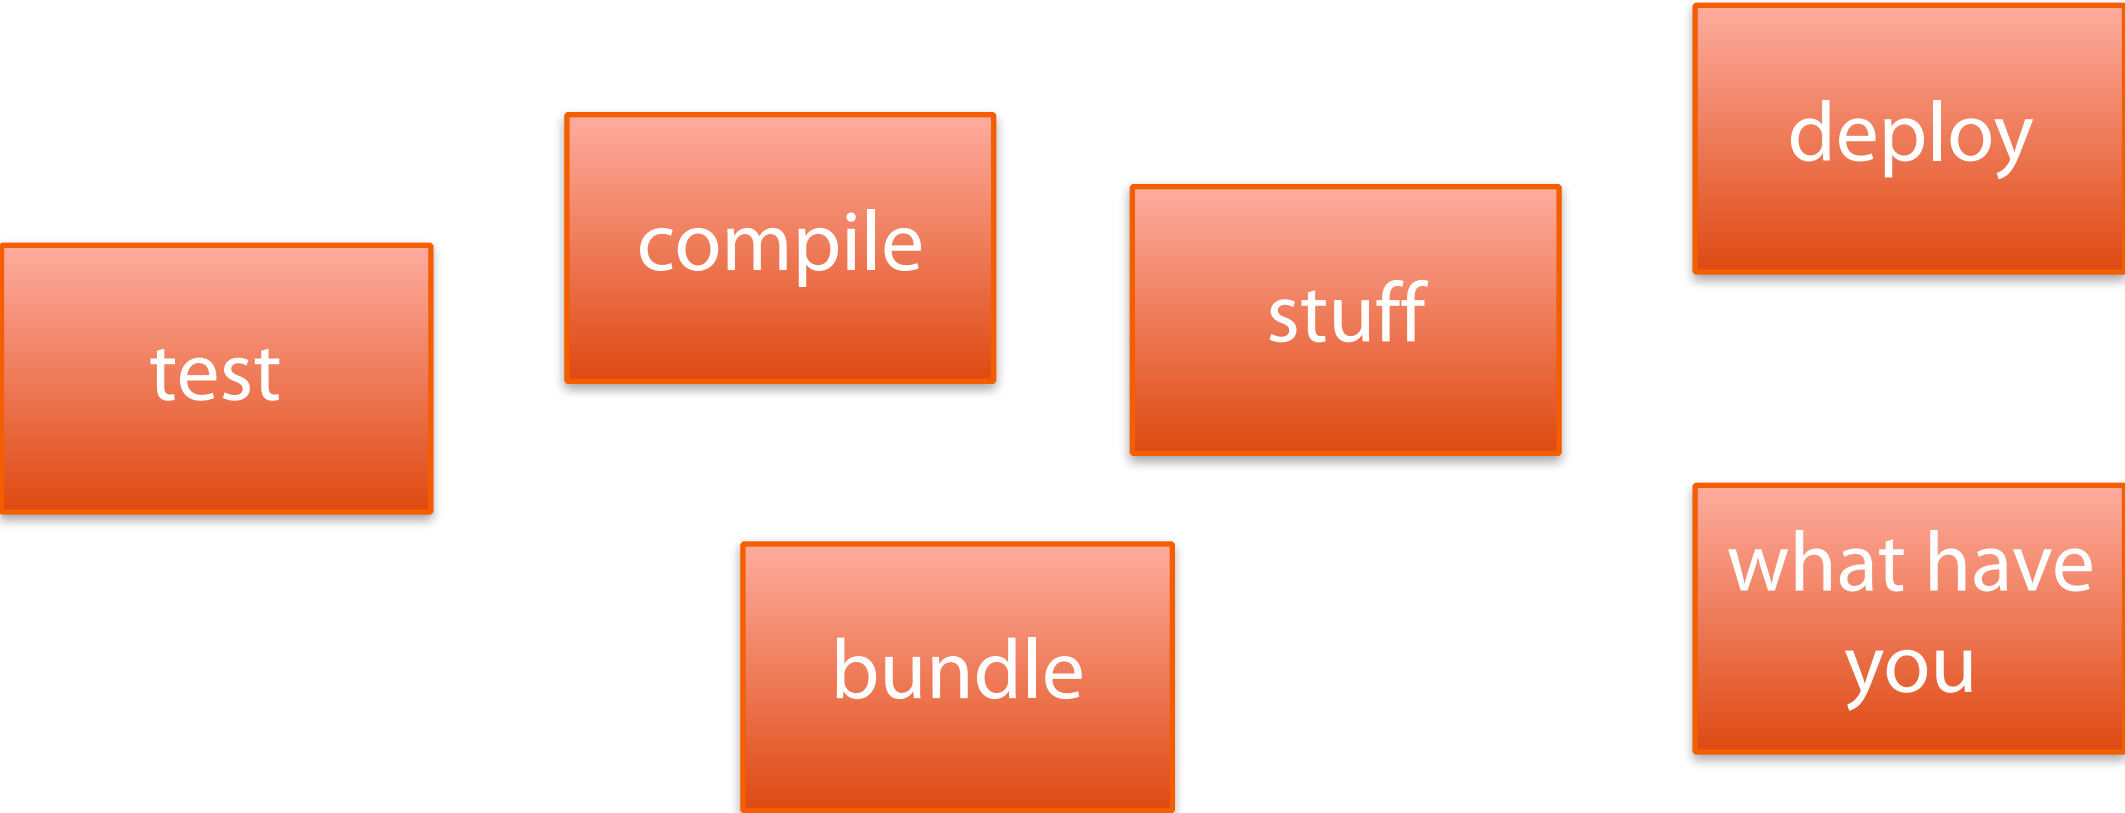 deploy
compile
stuff
test
what have
you
bundle